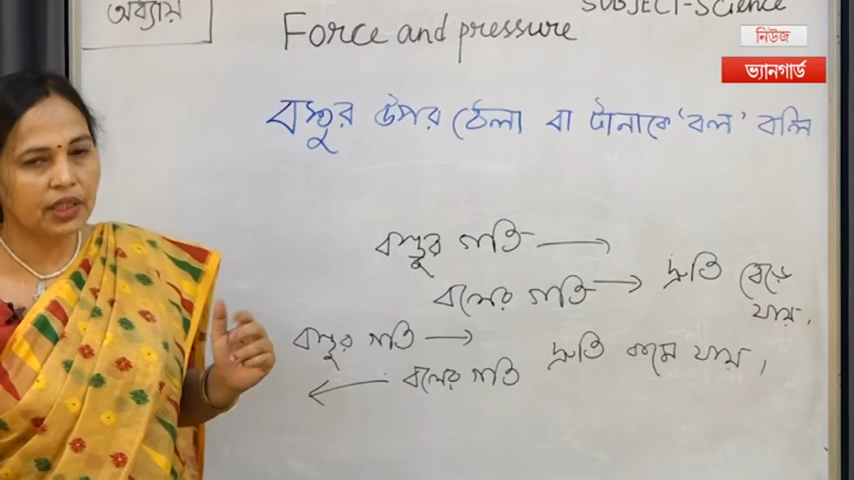 অধ্যায়
SUBJECT-Science
Force and pressure
নিউজ
ভ্যানগার্ড
বস্তুর উপর ঠেলা বা টানাকে 'বল' বলি
বস্তুর গতি →
বলের গতি → দ্রুতি বেড়ে
যায়.
বস্তুর গতি → দ্রুতি কমে যায়।
← বলের গতি